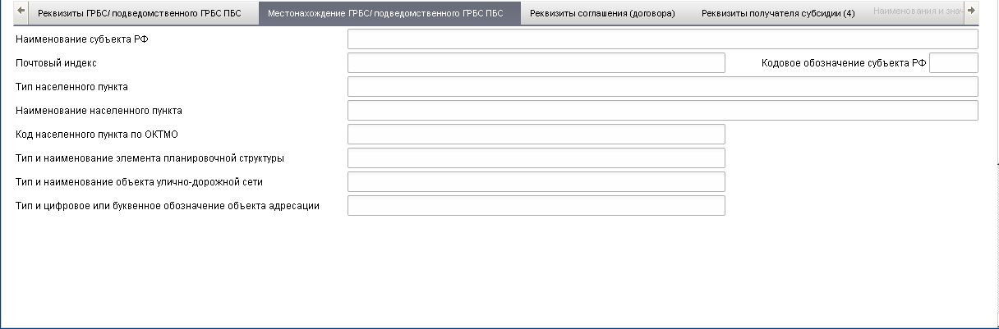 Реквизиты ГРБС/ подведомственного ГРБС ПБС Местонахождение ГРБС/ подведомственного ГРБС ПБС Реквизиты соглашения (договора) Реквизиты получателя субсидии (4) Наименования и знач
Наименование субъекта РФ
Почтовый индекс Кодовое обозначение субъекта РФ
Тип населенного пункта
Наименование населенного пункта
Код населенного пункта по ОКТМО
Тип и наименование элемента планировочной структуры
Тип и наименование объекта улично-дорожной сети
Тип и цифровое или буквенное обозначение объекта адресации